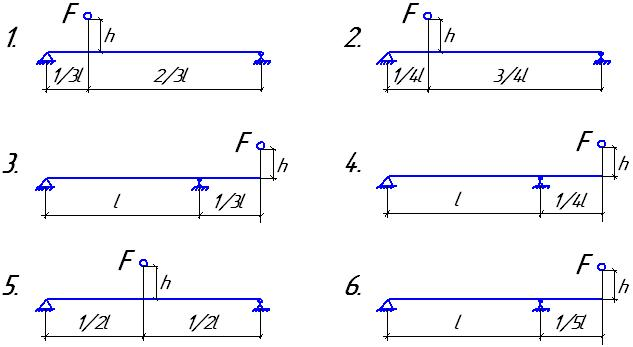 1. F h
1/3l 2/3l
2. F h
1/4l 3/4l
3. F h
l 1/3l
4. F h
l 1/4l
5. F h
1/2l 1/2l
6. F h
l 1/5l